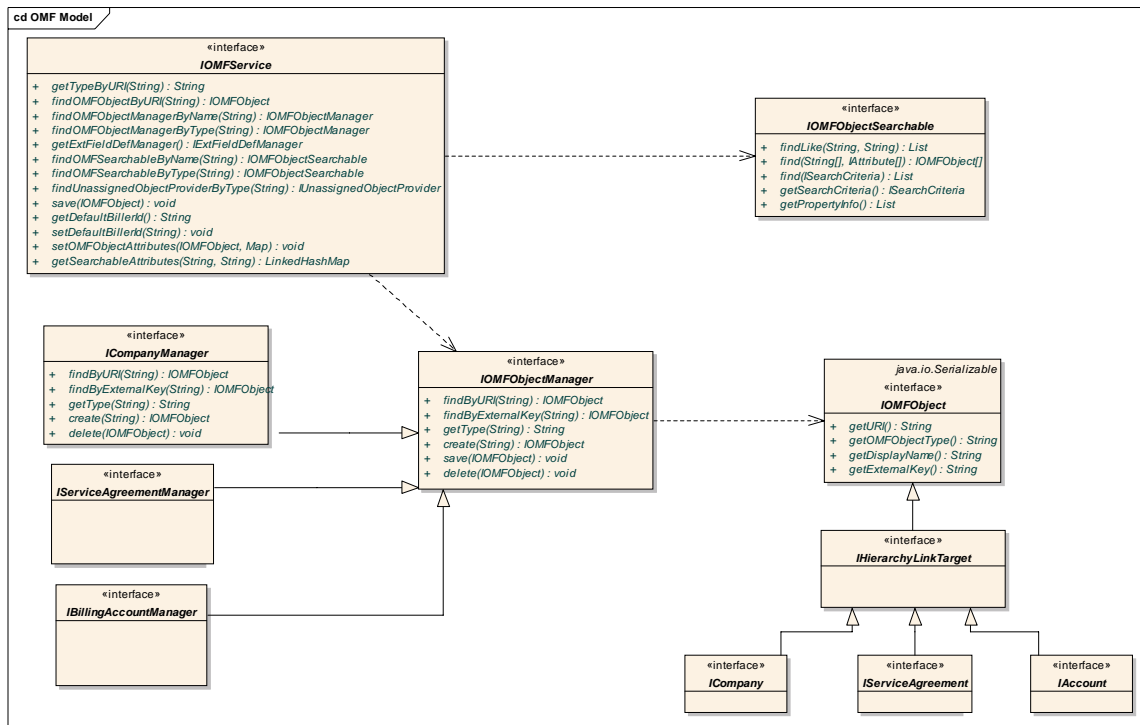 cd OMF Model
«interface»
IOMFService
+ getTypeByURI(String) : String
+ findOMFObjectByURI(String) : IOMFObject
+ findOMFObjectManagerByName(String) : IOMFObjectManager
+ findOMFObjectManagerByType(String) : IOMFObjectManager
+ getExtFieldDefManager() : IExtFieldDefManager
+ findOMFSearchableByName(String) : IOMFObjectSearchable
+ findOMFSearchableByType(String) : IOMFObjectSearchable
+ findUnassignedObjectProviderByType(String) : IUnassignedObjectProvider
+ save(IOMFObject) : void
+ getDefaultBillerId() : String
+ setDefaultBillerId(String) : void
+ setOMFObjectAttributes(IOMFObject, Map) : void
+ getSearchableAttributes(String, String) : LinkedHashMap
«interface»
IOMFObjectSearchable
+ findLike(String, String) : List
+ find(String[], IAttribute[]) : IOMFObject[]
+ find(ISearchCriteria) : List
+ getSearchCriteria() : ISearchCriteria
+ getPropertyInfo() : List
«interface»
ICompanyManager
+ findByURI(String) : IOMFObject
+ findByExternalKey(String) : IOMFObject
+ getType(String) : String
+ create(String) : IOMFObject
+ delete(IOMFObject) : void
«interface»
IOMFObjectManager
+ findByURI(String) : IOMFObject
+ findByExternalKey(String) : IOMFObject
+ getType(String) : String
+ create(String) : IOMFObject
+ save(IOMFObject) : void
+ delete(IOMFObject) : void
java.io.Serializable
«interface»
IOMFObject
+ getURI() : String
+ getOMFObjectType() : String
+ getDisplayName() : String
+ getExternalKey() : String
«interface»
IServiceAgreementManager
«interface»
IHierarchyLinkTarget
«interface»
IBillingAccountManager
«interface»
ICompany
«interface»
IServiceAgreement
«interface»
IAccount